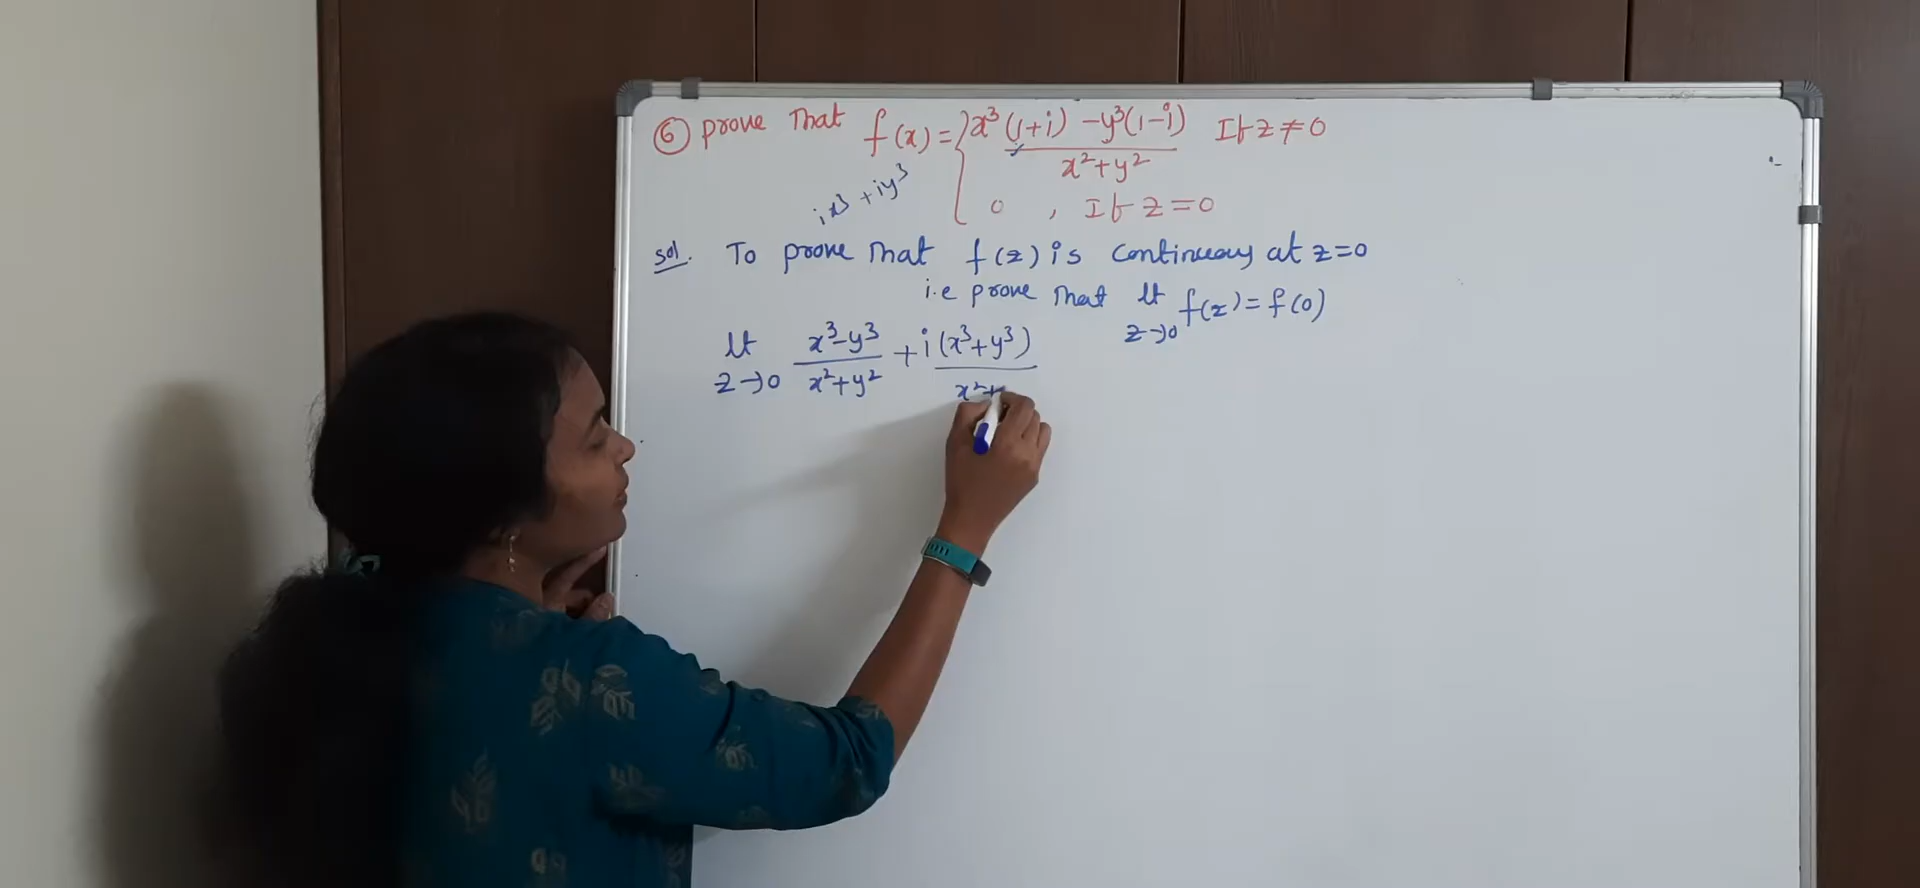 ⑥ prove That f(x) = { x³(1+i) - y³(1-i) / x²+y² If z ≠ 0
0 , If z = 0
ix³ + iy³
Sol. To prove That f(z) is continuous at z=0
i.e prove That lt z→0 f(z) = f(0)
lt z→0 x³-y³ / x²+y² + i(x³+y³) / x²+